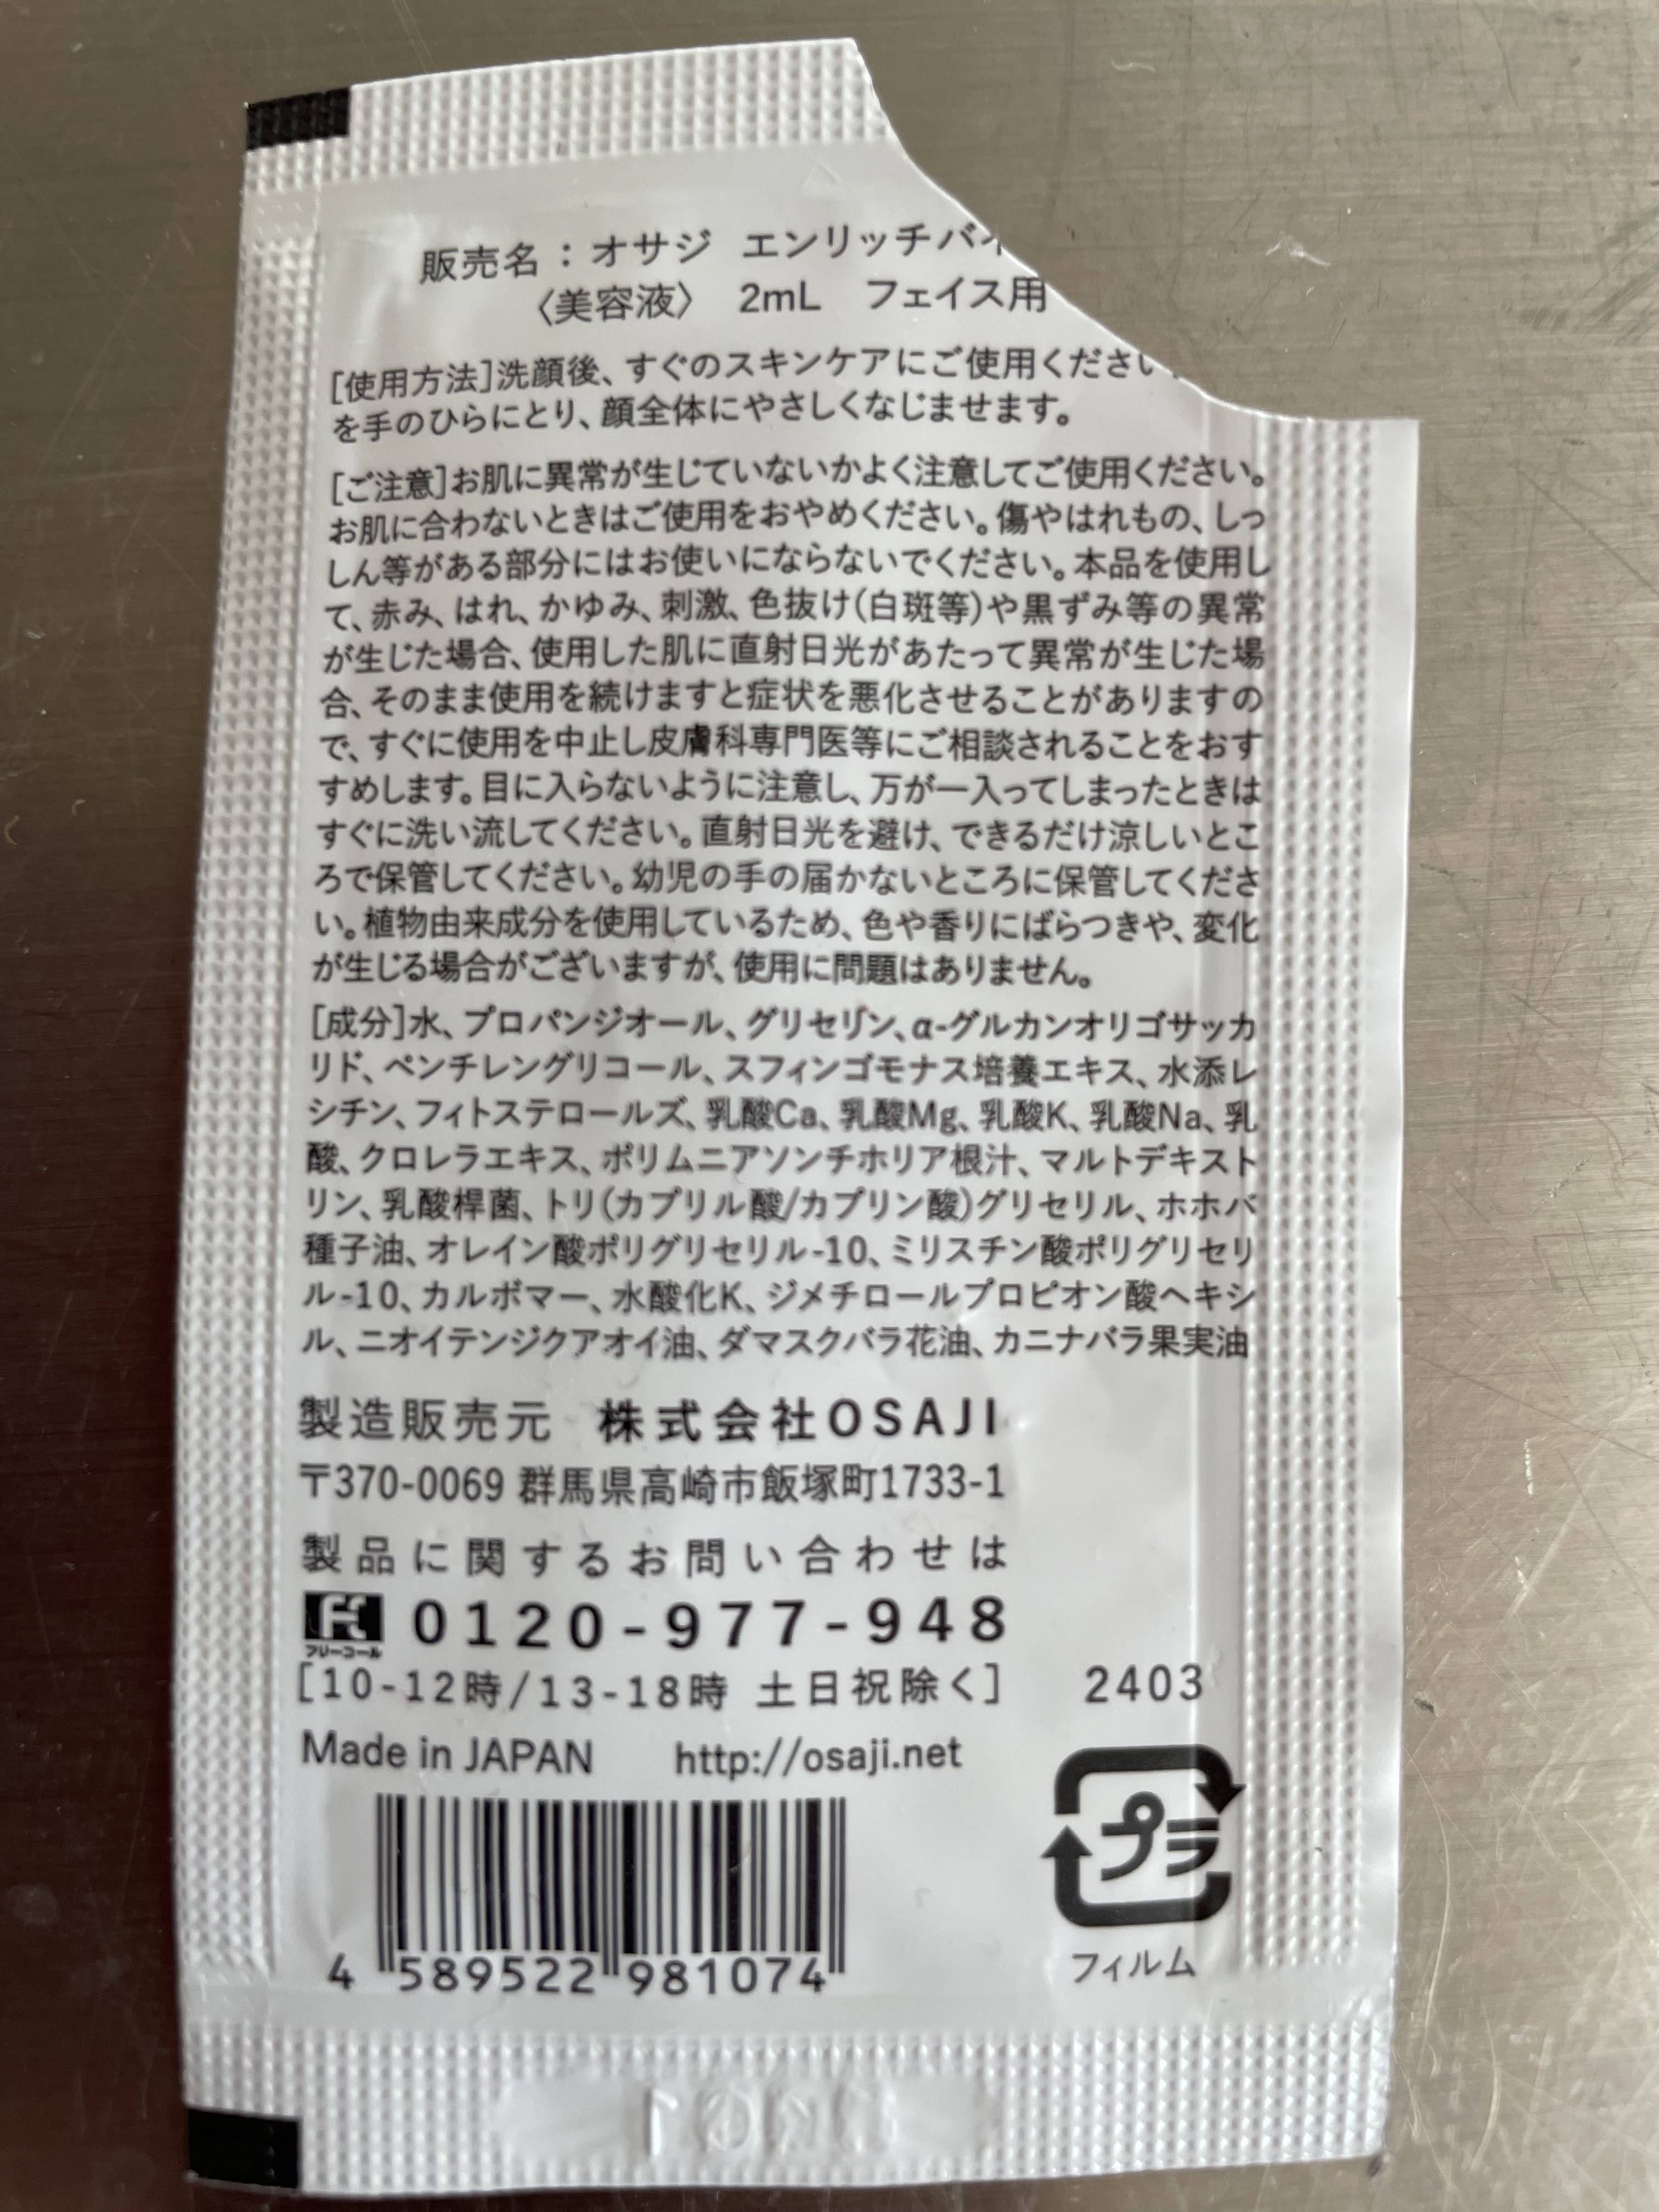 販売名：オサジ エンリッチバイ
〈美容液〉 2mL フェイス用
[使用方法]洗顔後、すぐのスキンケアにご使用ください
を手のひらにとり、顔全体にやさしくなじませます。
[ご注意]お肌に異常が生じていないかよく注意してご使用ください。
お肌に合わないときはご使用をおやめください。傷やはれもの、しっ
しん等がある部分にはお使いにならないでください。本品を使用し
て、赤み、はれ、かゆみ、刺激、色抜け(白斑等)や黒ずみ等の異常
が生じた場合、使用した肌に直射日光があたって異常が生じた場
合、そのまま使用を続けますと症状を悪化させることがありますの
で、すぐに使用を中止し皮膚科専門医等にご相談されることをおす
すめします。目に入らないように注意し、万が一入ってしまったときは
すぐに洗い流してください。直射日光を避け、できるだけ涼しいとこ
ろで保管してください。幼児の手の届かないところに保管してくださ
い。植物由来成分を使用しているため、色や香りにばらつきや、変化
が生じる場合がございますが、使用に問題はありません。
[成分]水、プロパンジオール、グリセリン、α-グルカンオリゴサッカ
リド、ペンチレングリコール、スフィンゴモナス培養エキス、水添レ
シチン、フィトステロールズ、乳酸Ca、乳酸Mg、乳酸K、乳酸Na、乳
酸、クロレラエキス、ポリムニアソンチホリア根汁、マルトデキスト
リン、乳酸桿菌、トリ(カプリル酸/カプリン酸)グリセリル、ホホバ
種子油、オレイン酸ポリグリセリル-10、ミリスチン酸ポリグリセリ
ル-10、カルボマー、水酸化K、ジメチロールプロピオン酸ヘキシ
ル、ニオイテンジクアオイ油、ダマスクバラ花油、カニナバラ果実油
製造販売元 株式会社OSAJI
〒370-0069 群馬県高崎市飯塚町1733-1
製品に関するお問い合わせは
フリーコール 0120-977-948
[10-12時/13-18時 土日祝除く] 2403
Made in JAPAN http://osaji.net
プラ
4 589522 981074
フィルム